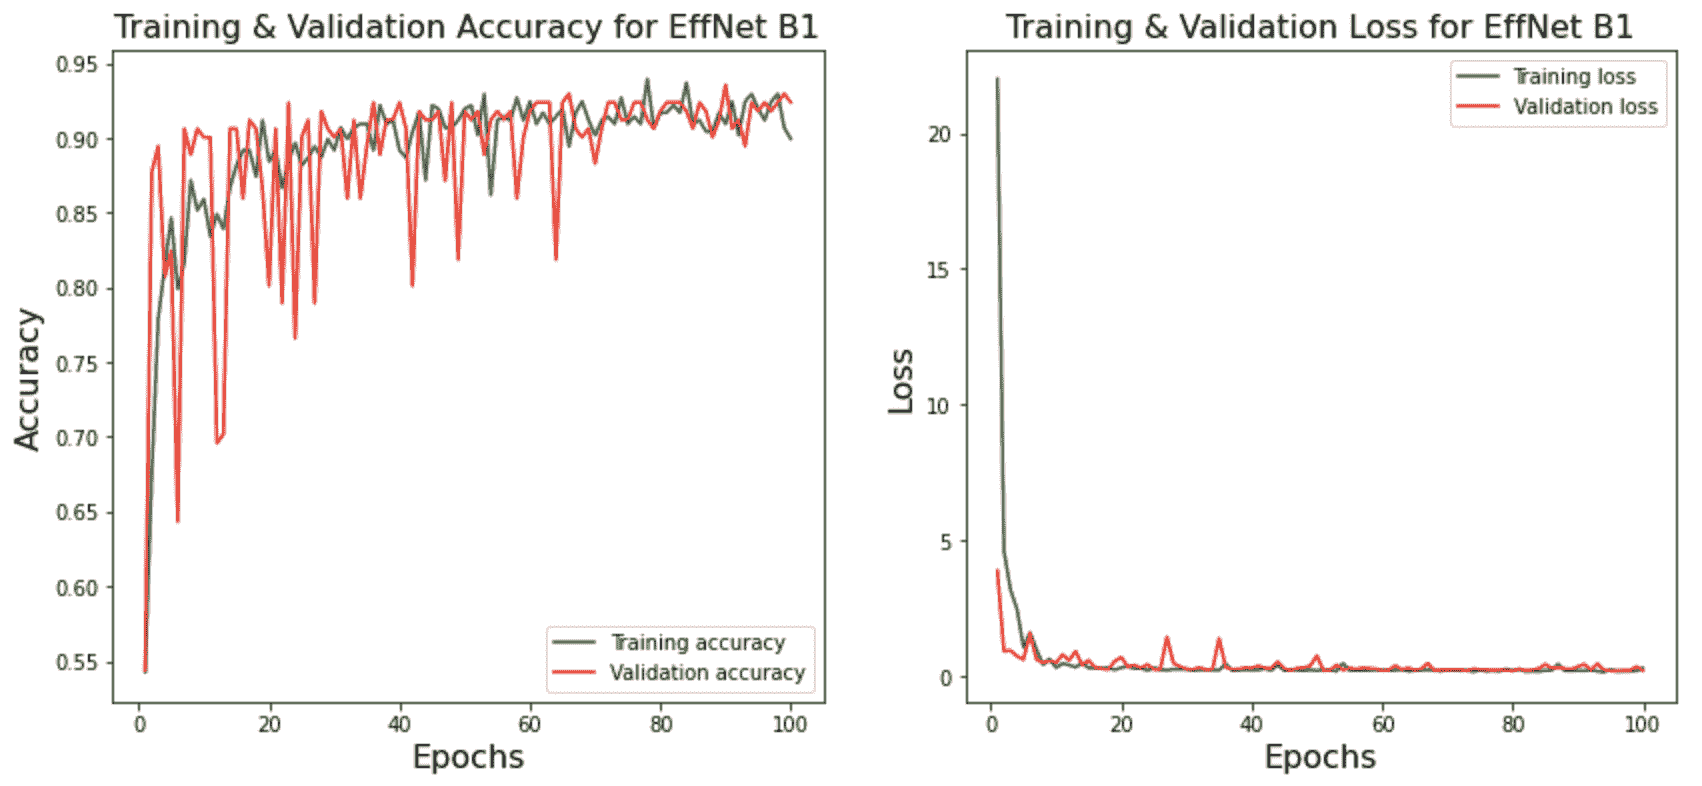 Training & Validation Accuracy for EffNet B1
0.95
0.90
0.85
0.80
0.75
0.70
0.65
0.60
0.55
Accuracy
Training accuracy
Validation accuracy
0 20 40 60 80 100
Epochs
Training & Validation Loss for EffNet B1
Training loss
Validation loss
20
15
10
5
0
Loss
0 20 40 60 80 100
Epochs